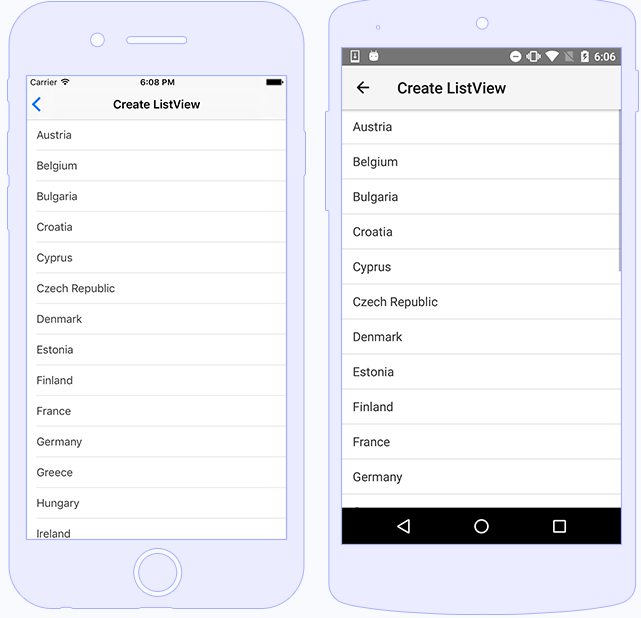 Carrier 6:08 PM
Create ListView
Austria
Belgium
Bulgaria
Croatia
Cyprus
Czech Republic
Denmark
Estonia
Finland
France
Germany
Greece
Hungary
Ireland
6:06
Create ListView
Austria
Belgium
Bulgaria
Croatia
Cyprus
Czech Republic
Denmark
Estonia
Finland
France
Germany